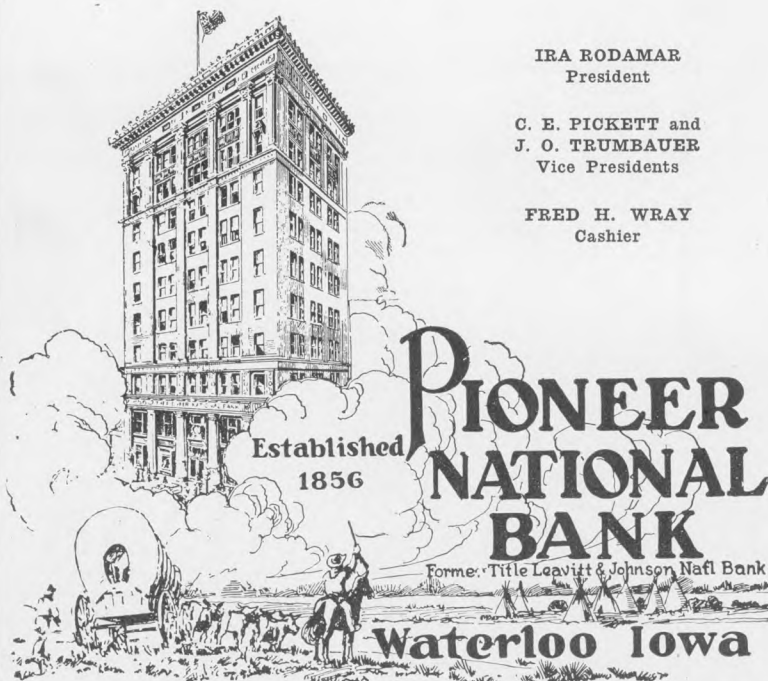 IRA RODAMAR
President
C. E. PICKETT and
J. O. TRUMBAUER
Vice Presidents
FRED H. WRAY
Cashier
Established
1856
PIONEER
NATIONAL
BANK
Former Title Leavitt & Johnson Nat'l Bank
Waterloo Iowa